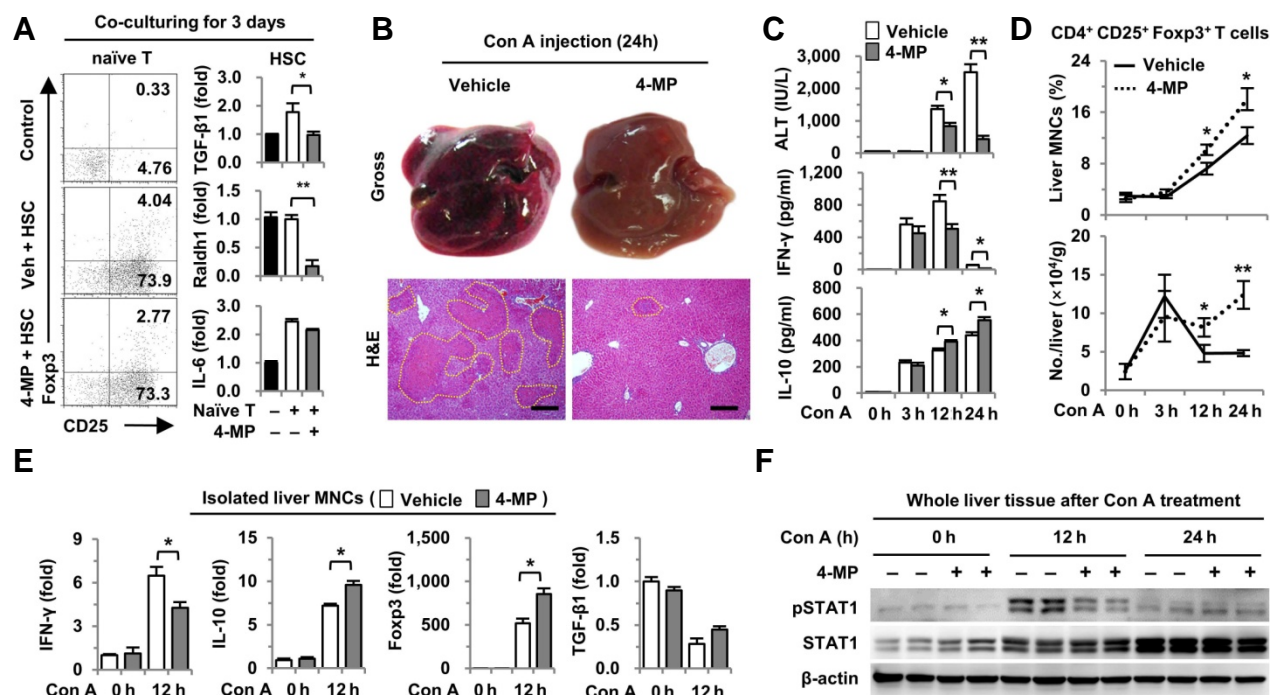 A
Co-culturing for 3 days
naïve T
HSC
Control
0.33
4.76
Veh + HSC
4.04
73.9
4-MP + HSC
2.77
73.3
Foxp3
CD25
TGF-β1 (fold)
2.0
1.5
1.0
0.5
0.0
*
Raldh1 (fold)
1.5
1.0
0.5
0.0
**
IL-6 (fold)
3.0
2.0
1.0
0.0
Naïve T – + +
4-MP – – +
B
Con A injection (24h)
Vehicle
4-MP
Gross
H&E
C
Vehicle
4-MP
ALT (IU/L)
3,000
2,000
1,000
0
*
**
IFN-γ (pg/ml)
1,200
800
400
0
**
*
IL-10 (pg/ml)
800
600
400
200
0
*
*
Con A 0 h 3 h 12 h 24 h
D
CD4⁺ CD25⁺ Foxp3⁺ T cells
Vehicle
4-MP
Liver MNCs (%)
24
16
8
0
*
*
No./liver (×10⁴/g)
20
15
10
5
0
*
**
Con A 0 h 3 h 12 h 24 h
E
Isolated liver MNCs ( Vehicle 4-MP )
IFN-γ (fold)
9
6
3
0
*
Con A 0 h 12 h
IL-10 (fold)
15
10
5
0
*
Con A 0 h 12 h
Foxp3 (fold)
1,500
1,000
500
0
*
Con A 0 h 12 h
TGF-β1 (fold)
1.5
1.0
0.5
0.0
Con A 0 h 12 h
F
Whole liver tissue after Con A treatment
Con A (h) 0 h 12 h 24 h
4-MP – – + + – – + + – – + +
pSTAT1
STAT1
β-actin